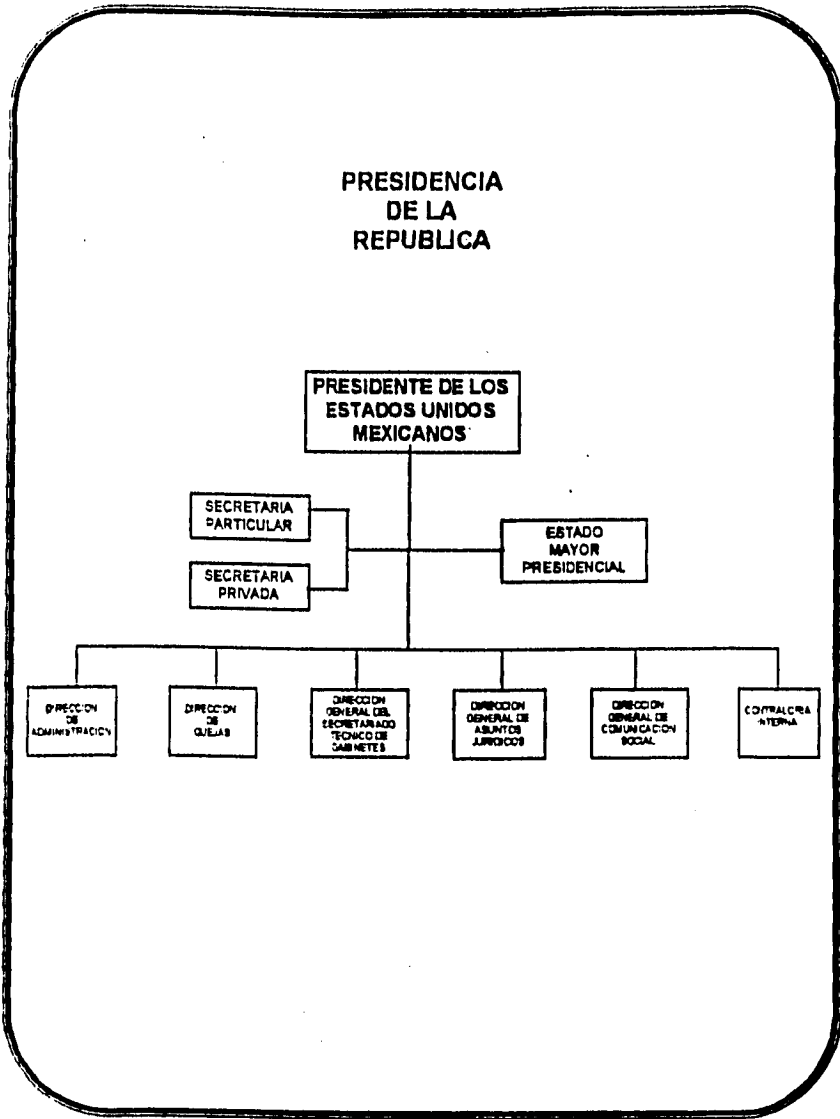 PRESIDENCIA
DE LA
REPUBLICA
PRESIDENTE DE LOS
ESTADOS UNIDOS
MEXICANOS
SECRETARIA
PARTICULAR
SECRETARIA
PRIVADA
ESTADO
MAYOR
PRESIDENCIAL
DIRECCION
DE
ADMINISTRACION
DIRECCION
DE
QUEJAS
DIRECCION
GENERAL DEL
SECRETARIADO
TECNICO DE
GABINETES
DIRECCION
GENERAL DE
ASUNTOS
JURIDICOS
DIRECCION
GENERAL DE
COMUNICACION
SOCIAL
CONTRALORIA
INTERNA